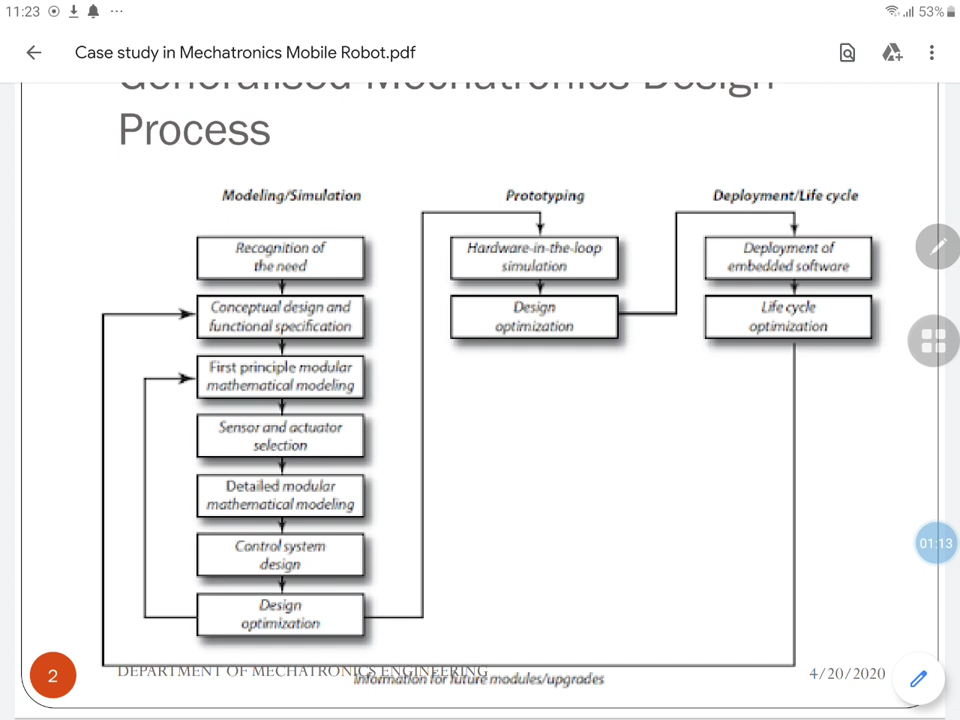 11:23
53%
Case study in Mechatronics Mobile Robot.pdf
Generalised Mechatronics Design
Process
Modeling/Simulation
Recognition of
the need
Conceptual design and
functional specification
First principle modular
mathematical modeling
Sensor and actuator
selection
Detailed modular
mathematical modeling
Control system
design
Design
optimization
Prototyping
Hardware-in-the-loop
simulation
Design
optimization
Deployment/Life cycle
Deployment of
embedded software
Life cycle
optimization
01:13
2
DEPARTMENT OF MECHATRONICS ENGINEERING
4/20/2020
Information for future modules/upgrades